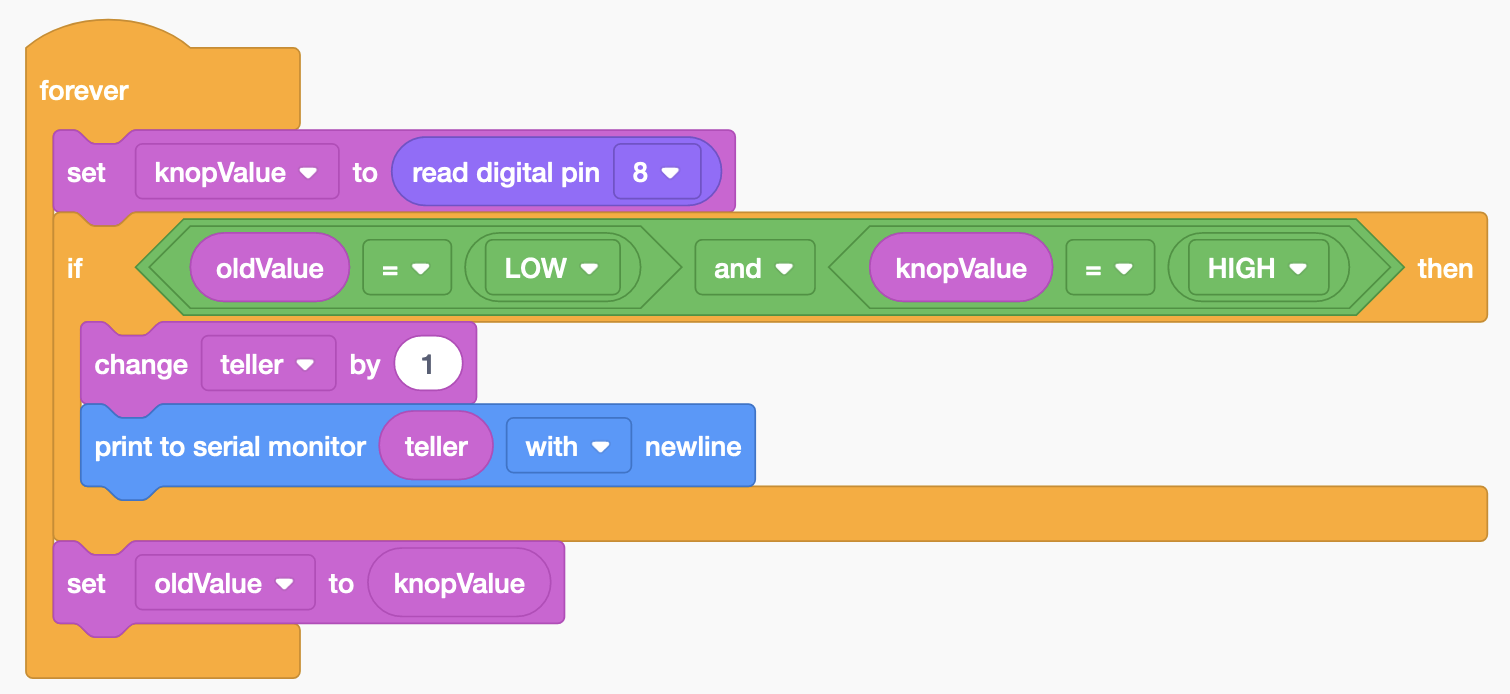 forever
set knopValue to read digital pin 8
if oldValue = LOW and knopValue = HIGH then
change teller by 1
print to serial monitor teller with newline
set oldValue to knopValue